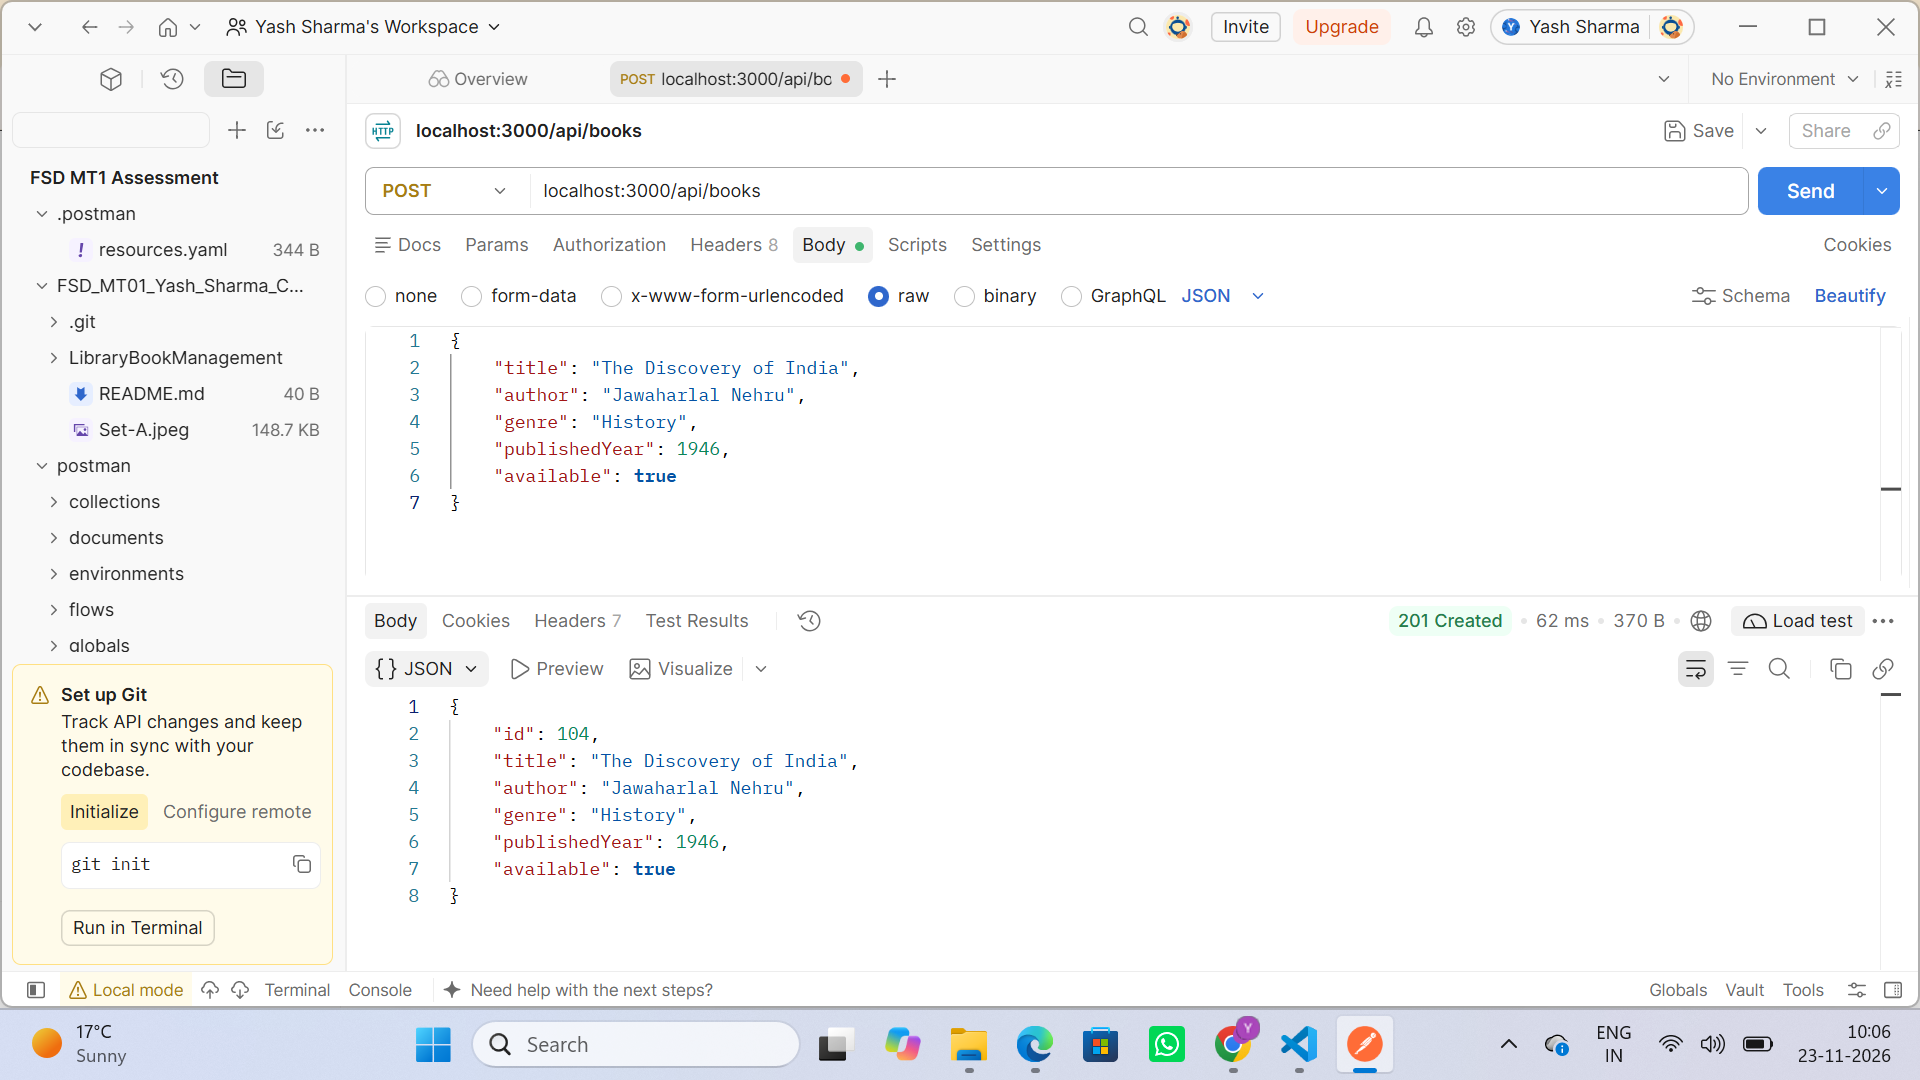 Yash Sharma's Workspace
Invite
Upgrade
Y
Yash Sharma
Overview
POST localhost:3000/api/bo
No Environment
HTTP
localhost:3000/api/books
Save
Share
FSD MT1 Assessment
.postman
! resources.yaml 344 B
FSD_MT01_Yash_Sharma_C...
.git
LibraryBookManagement
README.md 40 B
Set-A.jpeg 148.7 KB
postman
collections
documents
environments
flows
globals
Set up Git
Track API changes and keep
them in sync with your
codebase.
Initialize
Configure remote
git init
Run in Terminal
POST
localhost:3000/api/books
Send
Docs
Params
Authorization
Headers 8
Body
Scripts
Settings
Cookies
none
form-data
x-www-form-urlencoded
raw
binary
GraphQL
JSON
Schema
Beautify
1 {
2 "title": "The Discovery of India",
3 "author": "Jawaharlal Nehru",
4 "genre": "History",
5 "publishedYear": 1946,
6 "available": true
7 }
Body
Cookies
Headers 7
Test Results
201 Created
62 ms
370 B
Load test
{} JSON
Preview
Visualize
1 {
2 "id": 104,
3 "title": "The Discovery of India",
4 "author": "Jawaharlal Nehru",
5 "genre": "History",
6 "publishedYear": 1946,
7 "available": true
8 }
Local mode
Terminal
Console
Need help with the next steps?
Globals
Vault
Tools
17°C
Sunny
Search
Y
ENG
IN
10:06
23-11-2026